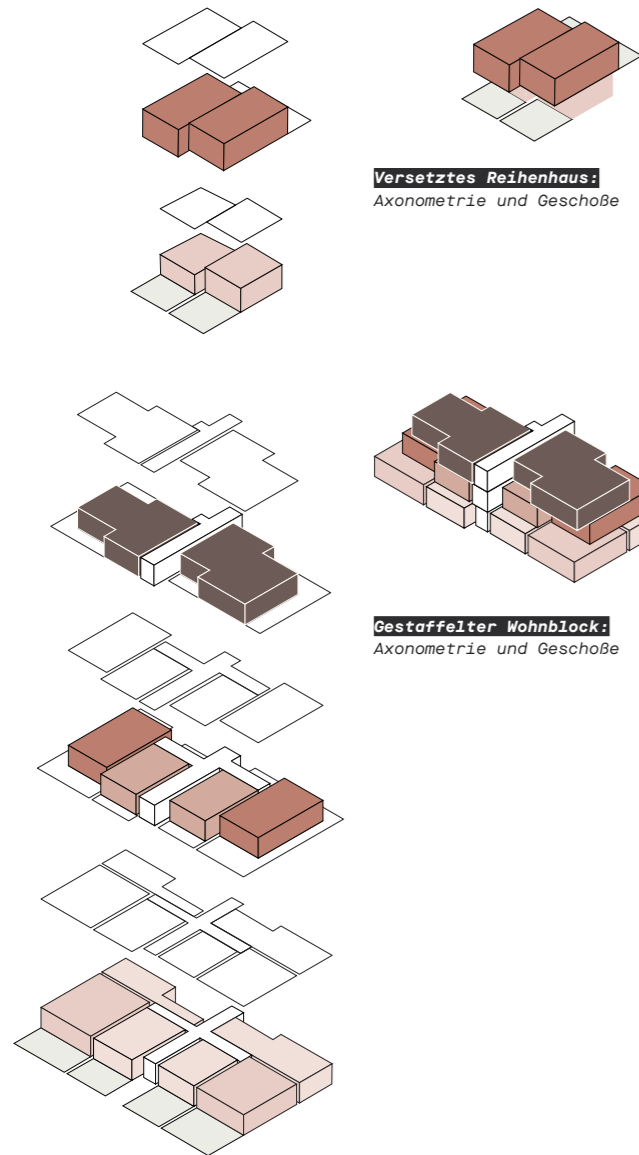 Versetztes Reihenhaus:
Axonometrie und Geschoße
Gestaffelter Wohnblock:
Axonometrie und Geschoße